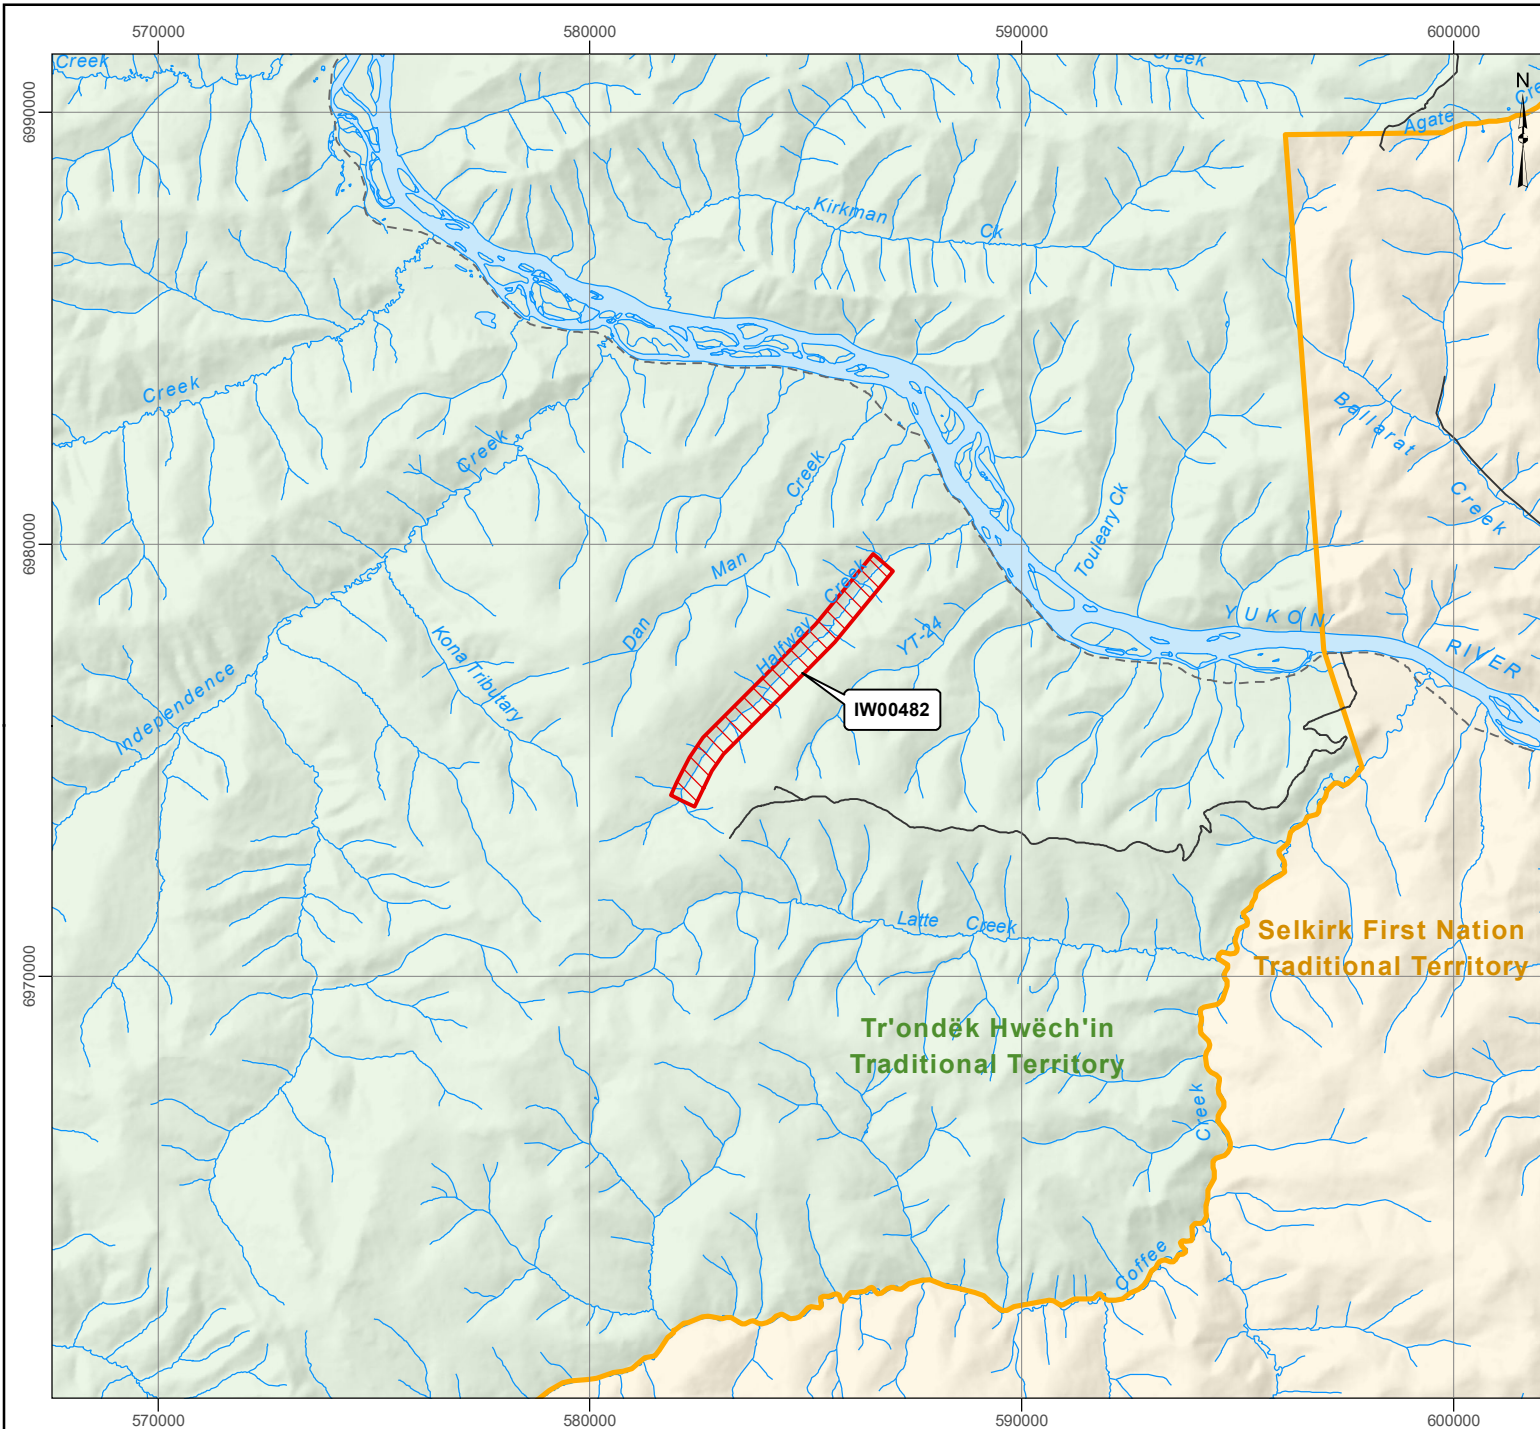 570000
580000
590000
600000
Creek
Creek
N
6990000
Agate
Kirkman
Ck
Creek
Ballarat
Creek
Creek
Creek
Touleary Ck
6980000
Man
Creek
Dan
Halfway
YT-24
YUKON
RIVER
Kona Tributary
Independence
IW00482
Latte Creek
Selkirk First Nation
Traditional Territory
6970000
Tr'ondëk Hwëch'in
Traditional Territory
Creek
Coffee
570000
580000
590000
600000